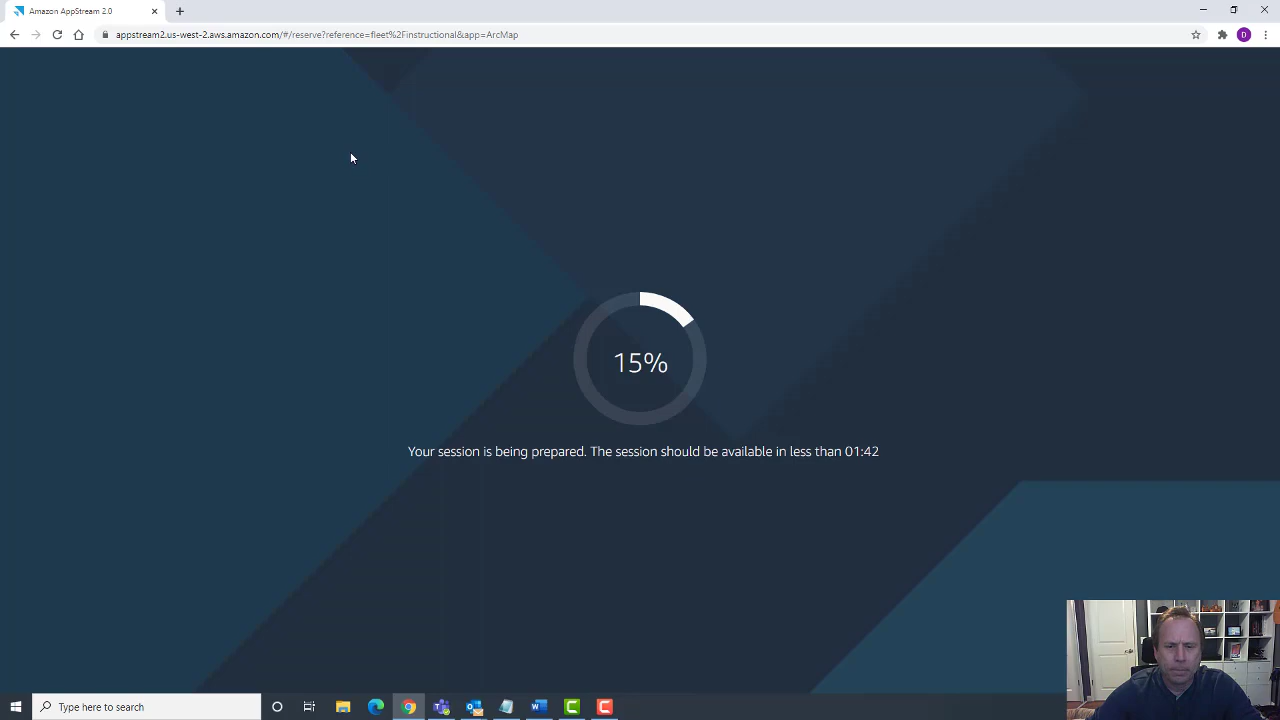 Amazon AppStream 2.0
appstream2.us-west-2.aws.amazon.com/#/reserve?reference=fleet%2Finstructional&app=ArcMap
D
15%
Your session is being prepared. The session should be available in less than 01:42
Type here to search